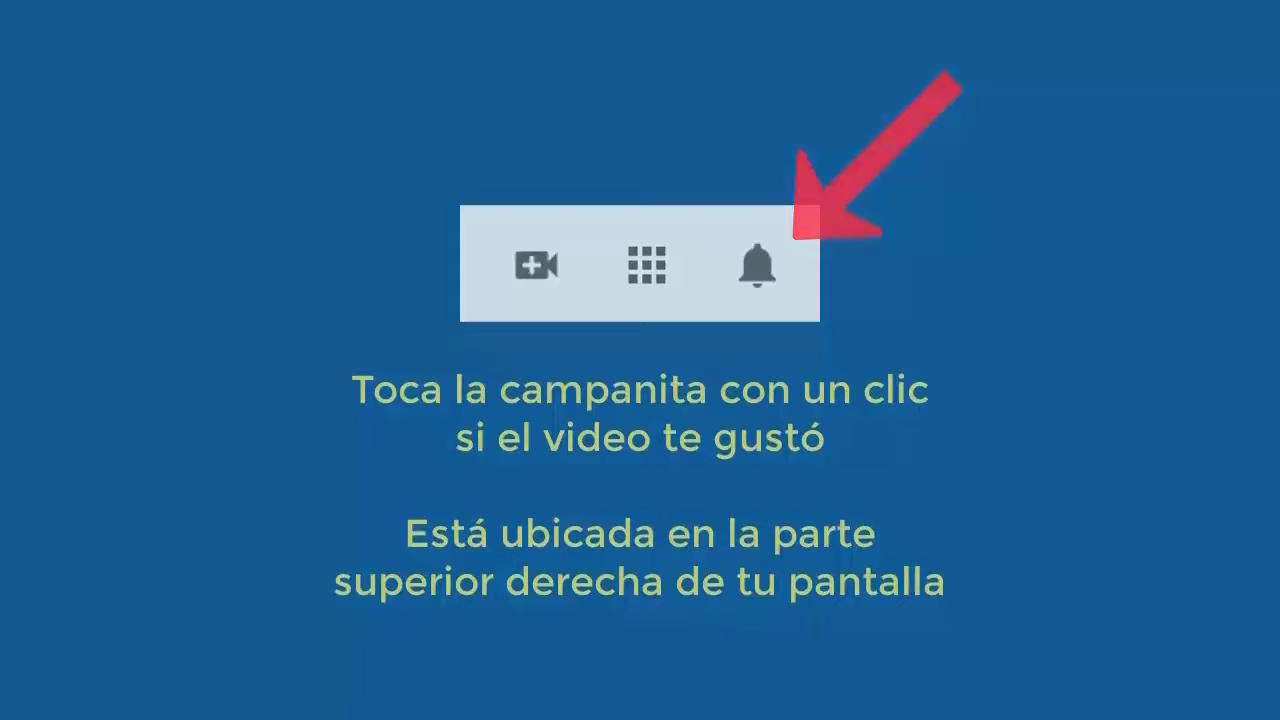 Toca la campanita con un clic
si el video te gustó
Está ubicada en la parte
superior derecha de tu pantalla